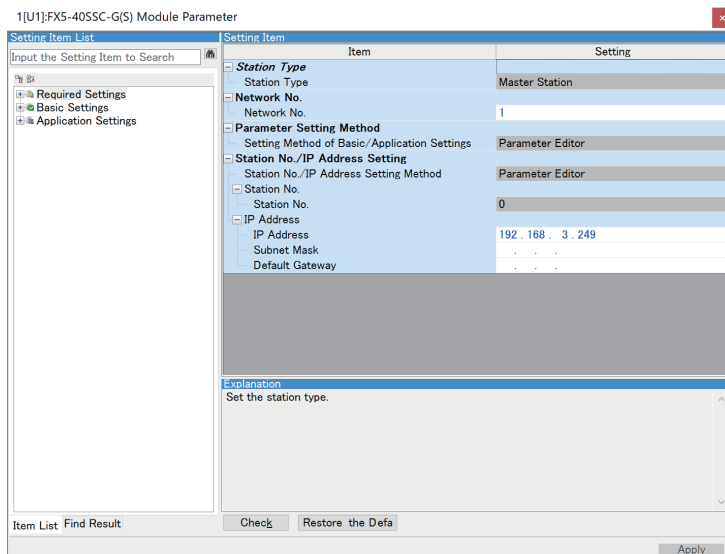 1[U1]:FX5-40SSC-G(S) Module Parameter
Setting Item List
Input the Setting Item to Search
Required Settings
Basic Settings
Application Settings
Item List
Find Result
Setting Item
Item Setting
Station Type
Station Type Master Station
Network No.
Network No. 1
Parameter Setting Method
Setting Method of Basic/Application Settings Parameter Editor
Station No./IP Address Setting
Station No./IP Address Setting Method Parameter Editor
Station No.
Station No. 0
IP Address
IP Address 192 . 168 . 3 . 249
Subnet Mask . . .
Default Gateway . . .
Explanation
Set the station type.
Check Restore the Defa
Apply